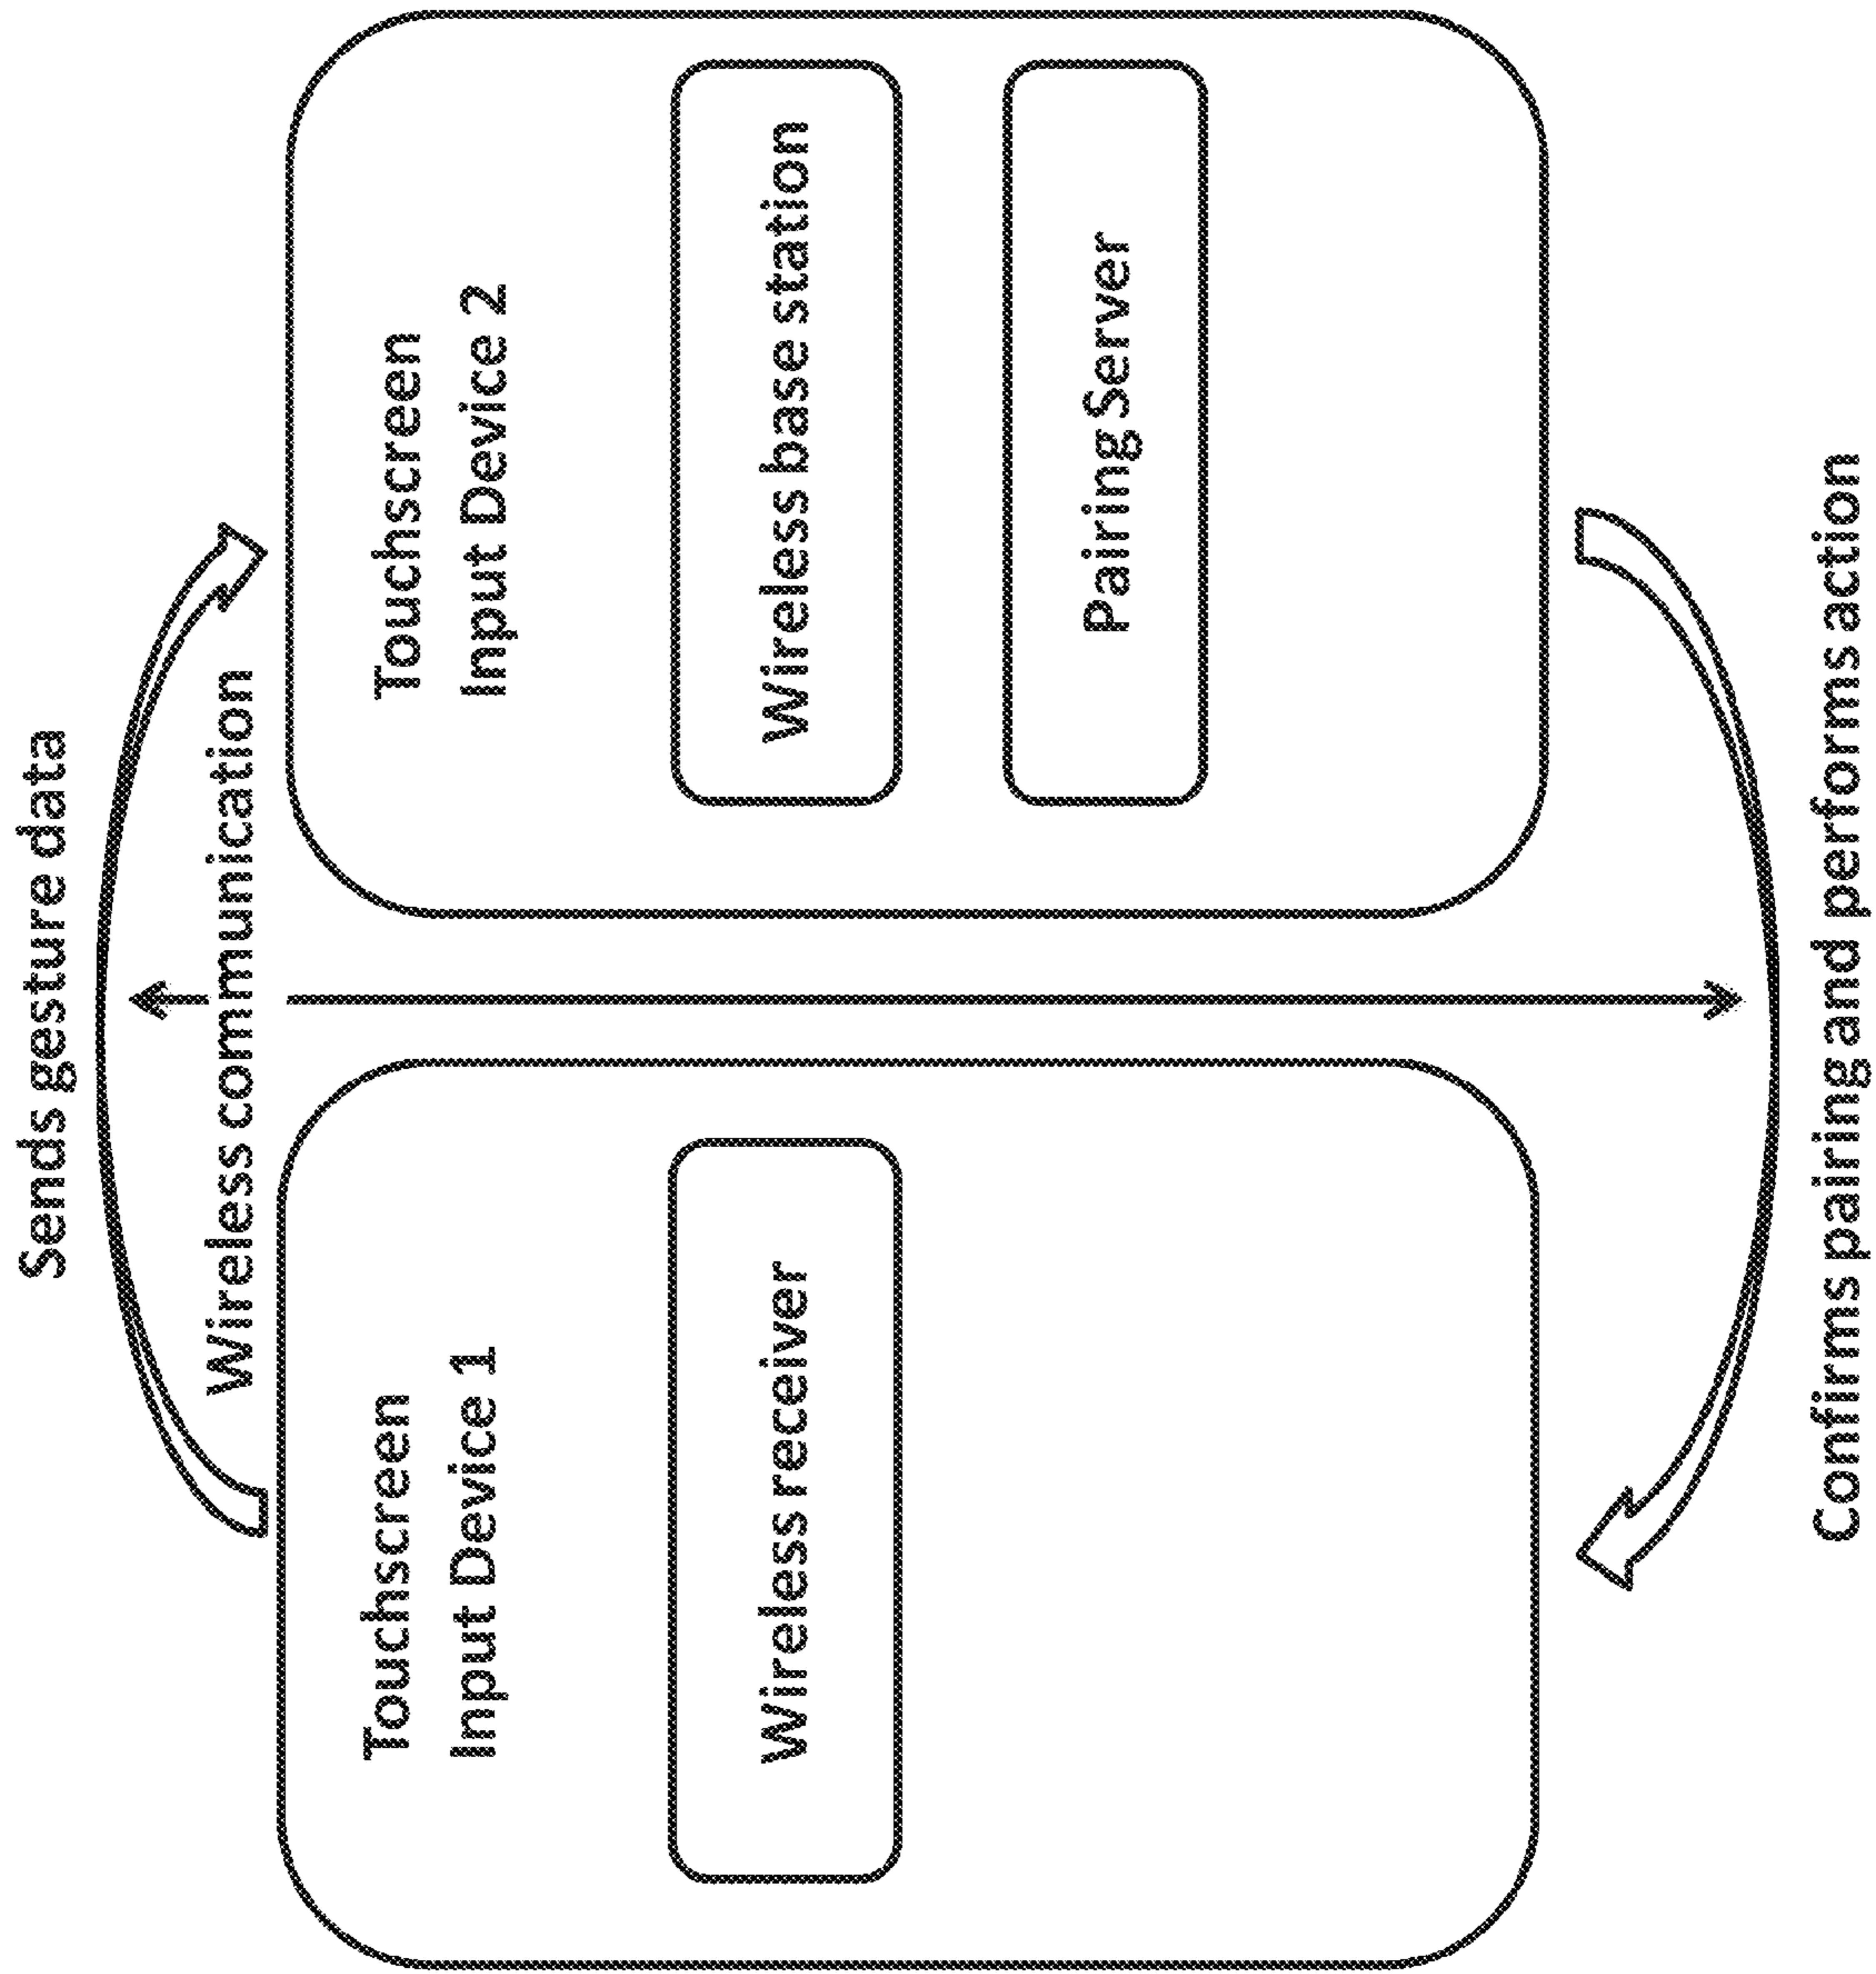 Sends gesture data
Wireless communication
Touchscreen
Input Device 1
Wireless receiver
Touchscreen
Input Device 2
Wireless base station
Pairing Server
Confirms pairing and performs action